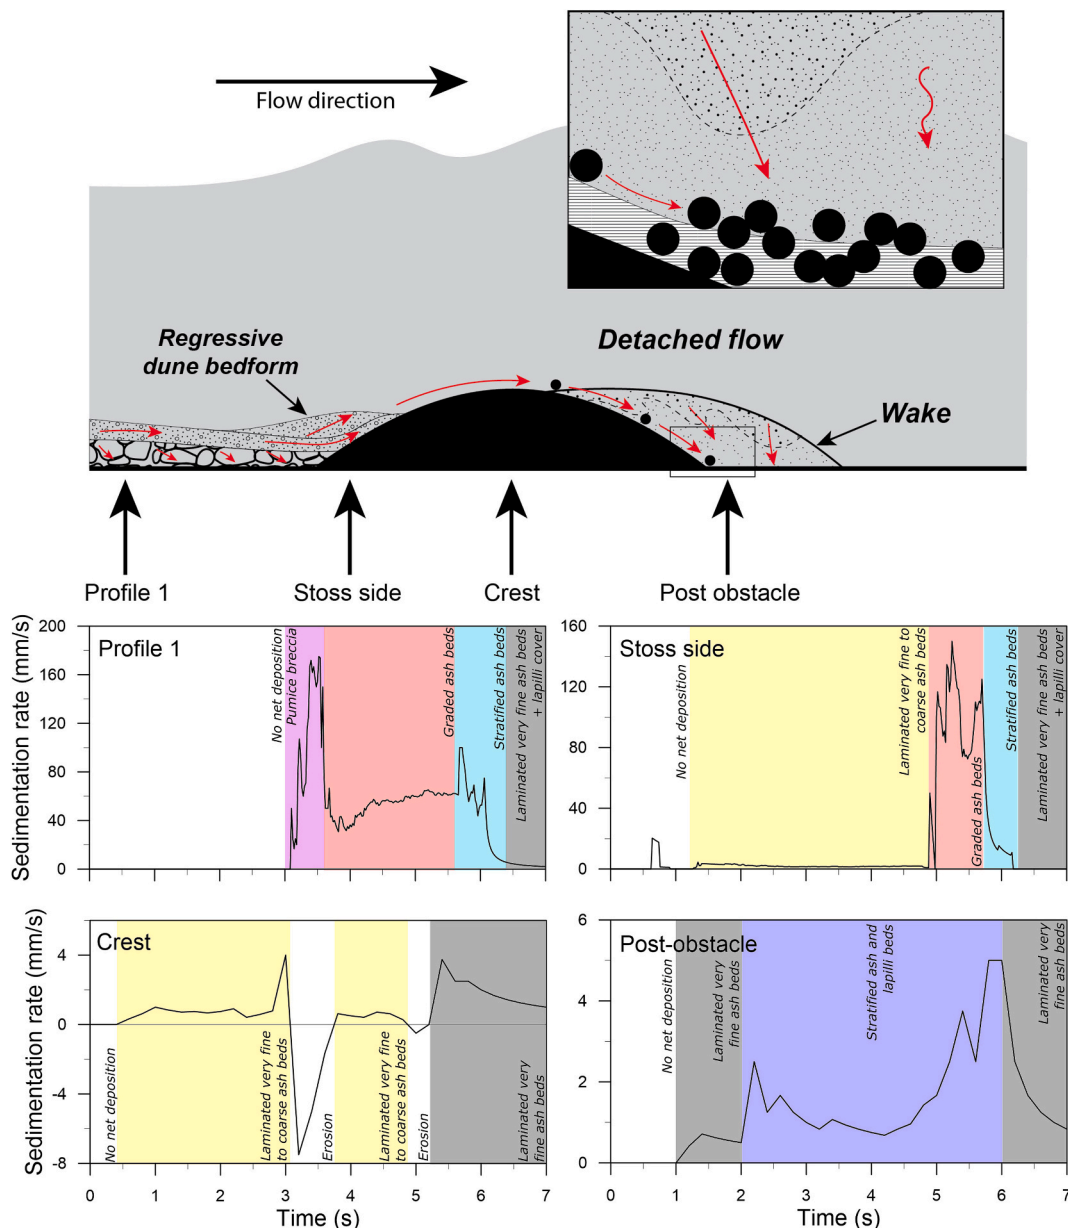 Flow direction
Regressive
dune bedform
Detached flow
Wake
Profile 1
Stoss side
Crest
Post obstacle
Sedimentation rate (mm/s)
200
160
120
80
40
0
Profile 1
No net deposition
Pumice breccia
Graded ash beds
Stratified ash beds
Laminated very fine ash beds
+ lapilli cover
160
120
80
40
0
Stoss side
No net deposition
Laminated very fine to
coarse ash beds
Graded ash beds
Stratified ash beds
Laminated very fine ash beds
+ lapilli cover
Sedimentation rate (mm/s)
4
0
-4
-8
Crest
No net deposition
Laminated very fine
to coarse ash beds
Erosion
Laminated very fine
to coarse ash beds
Erosion
Laminated very
fine ash beds
0 1 2 3 4 5 6 7
Time (s)
6
4
2
0
Post-obstacle
No net deposition
Laminated very
fine ash beds
Stratified ash and
lapilli beds
Laminated very
fine ash beds
0 1 2 3 4 5 6 7
Time (s)